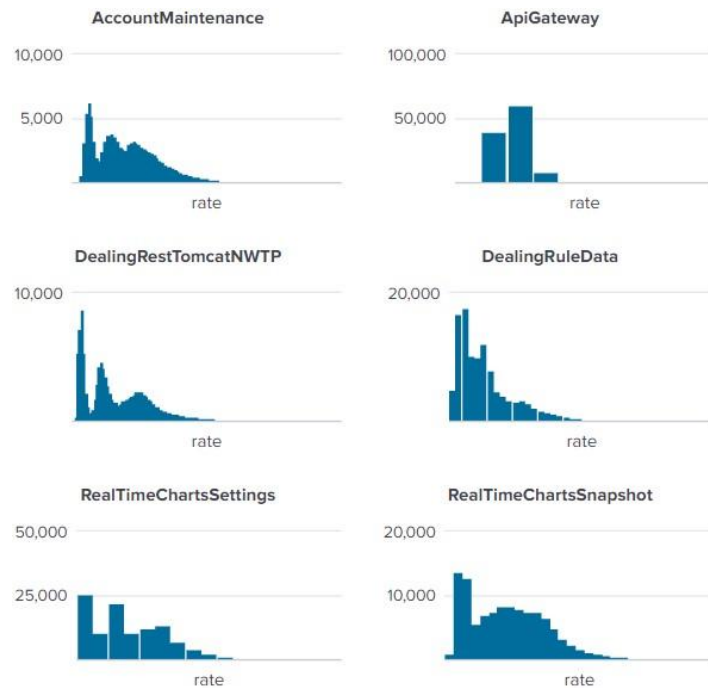 AccountMaintenance
10,000
5,000
rate
ApiGateway
100,000
50,000
rate
DealingRestTomcatNWTP
10,000
rate
DealingRuleData
20,000
rate
RealTimeChartsSettings
50,000
25,000
rate
RealTimeChartsSnapshot
20,000
10,000
rate